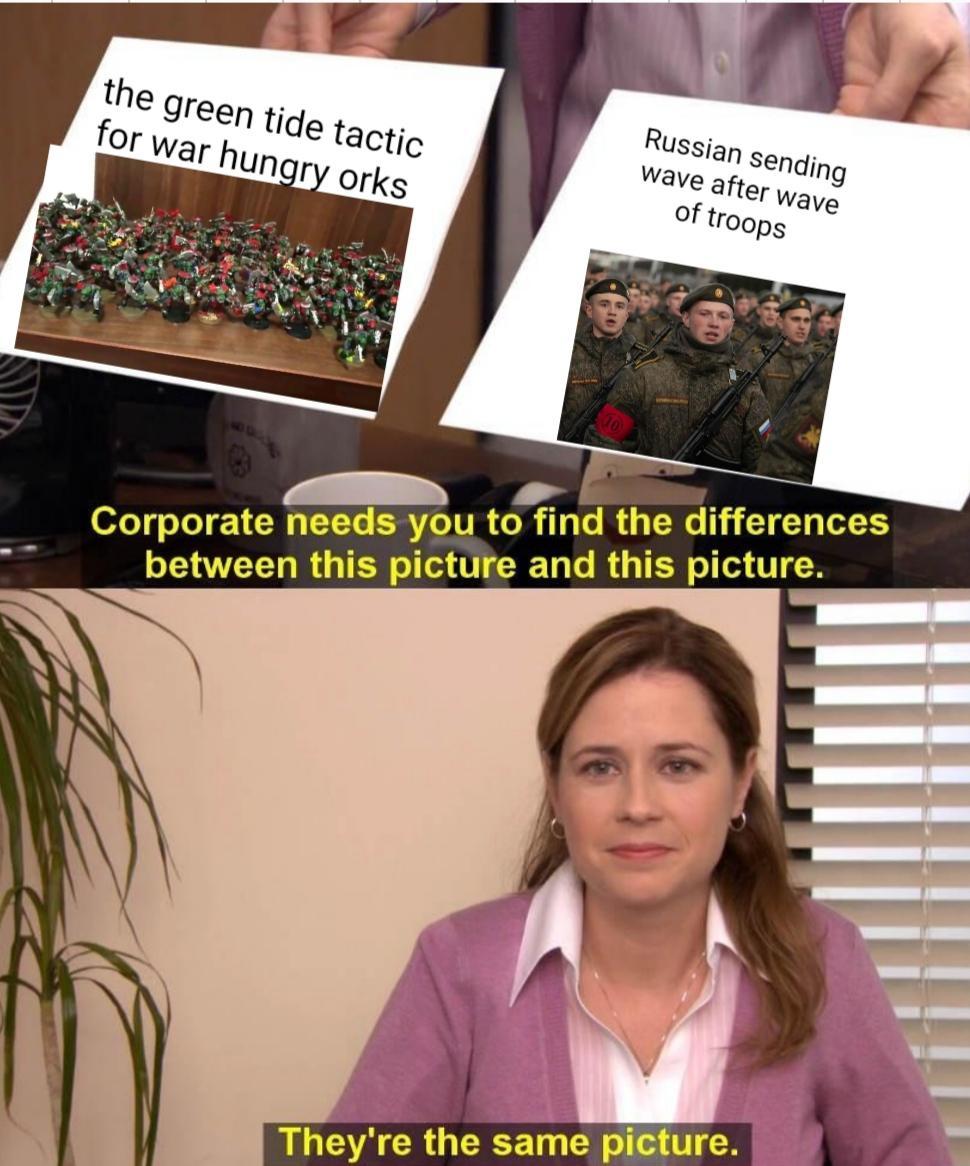 the green tide tactic
for war hungry orks
Russian sending
wave after wave
of troops
Corporate needs you to find the differences
between this picture and this picture.
They're the same picture.